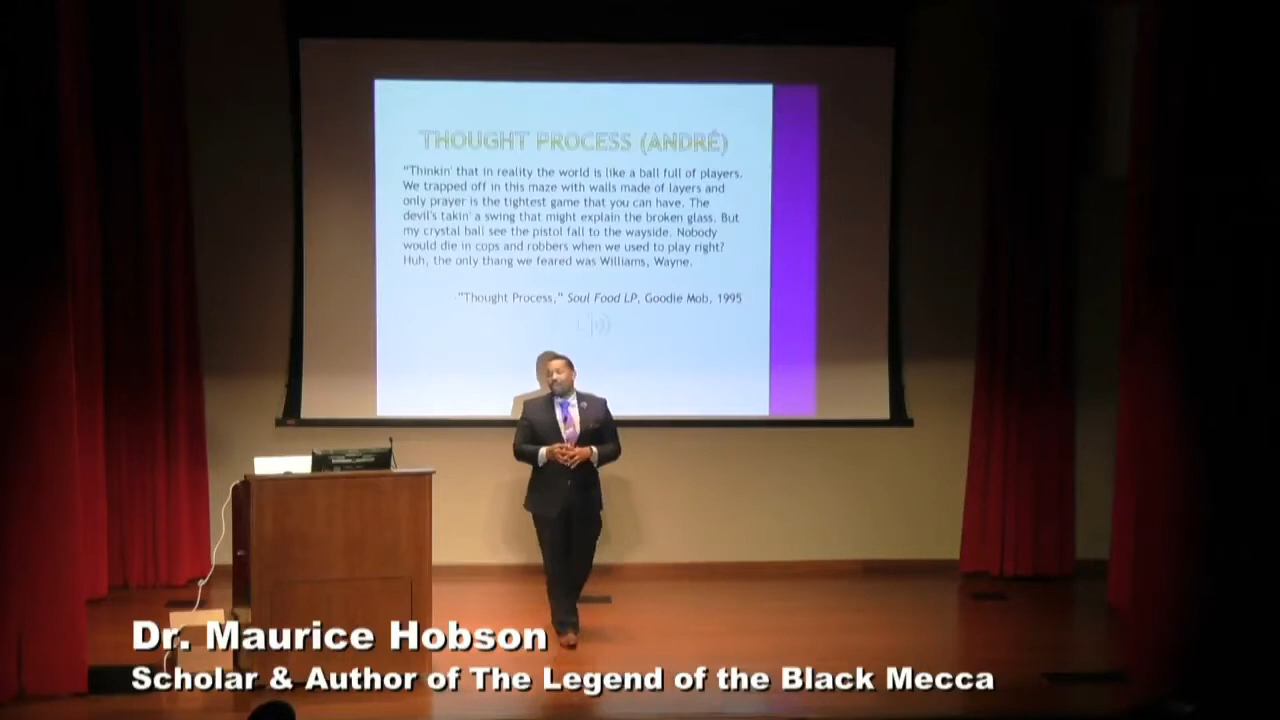 THOUGHT PROCESS (ANDRÉ)
"Thinkin' that in reality the world is like a ball full of players.
We trapped off in this maze with walls made of layers and
only prayer is the tightest game that you can have. The
devil's takin' a swing that might explain the broken glass. But
my crystal ball see the pistol fall to the wayside. Nobody
would die in cops and robbers when we used to play right?
Huh, the only thang we feared was Williams, Wayne.
"Thought Process," Soul Food LP, Goodie Mob, 1995
Dr. Maurice Hobson
Scholar & Author of The Legend of the Black Mecca